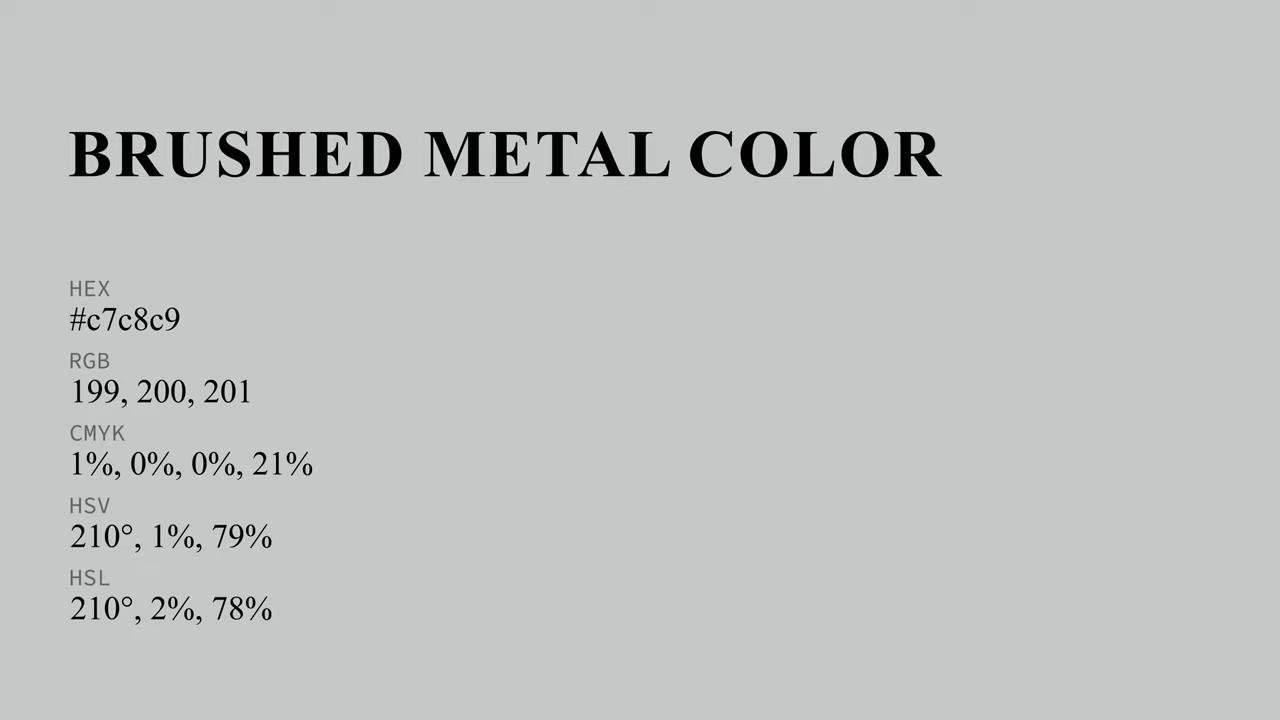 BRUSHED METAL COLOR
HEX
#c7c8c9
RGB
199, 200, 201
CMYK
1%, 0%, 0%, 21%
HSV
210°, 1%, 79%
HSL
210°, 2%, 78%